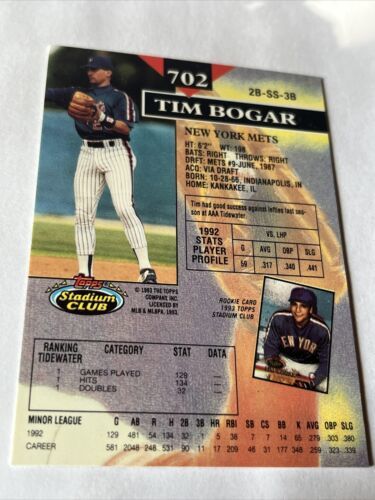 702
2B-SS-3B
TIM BOGAR
NEW YORK METS
HT: 6'2" WT: 198
BATS: RIGHT THROWS: RIGHT
DRFT: METS #9-JUNE, 1987
ACQ: VIA DRAFT
BORN: 10-28-66, INDIANAPOLIS, IN
HOME: KANKAKEE, IL
Tim had good success against lefties last sea-
son at AAA Tidewater.
1992
STATS
PLAYER
PROFILE
VS. LHP
G AVG OBP SLG
59 .317 .340 .441
© 1993 THE TOPPS
COMPANY, INC.
LICENSED BY
MLB & MLBPA, 1993.
Topps
Stadium
CLUB
ROOKIE CARD
1993 TOPPS
STADIUM CLUB
NEW YORK
RANKING
TIDEWATER
CATEGORY STAT DATA
1 GAMES PLAYED 129 —
1 HITS 134 —
1 DOUBLES 32 —
MINOR LEAGUE G AB R H 2B 3B HR RBI SB CS BB K AVG OBP SLG
1992 129 481 54 134 32 1 5 38 7 7 14 65 .279 .303 .380
CAREER 581 2048 268 531 90 11 17 209 46 31 177 348 .323 .339